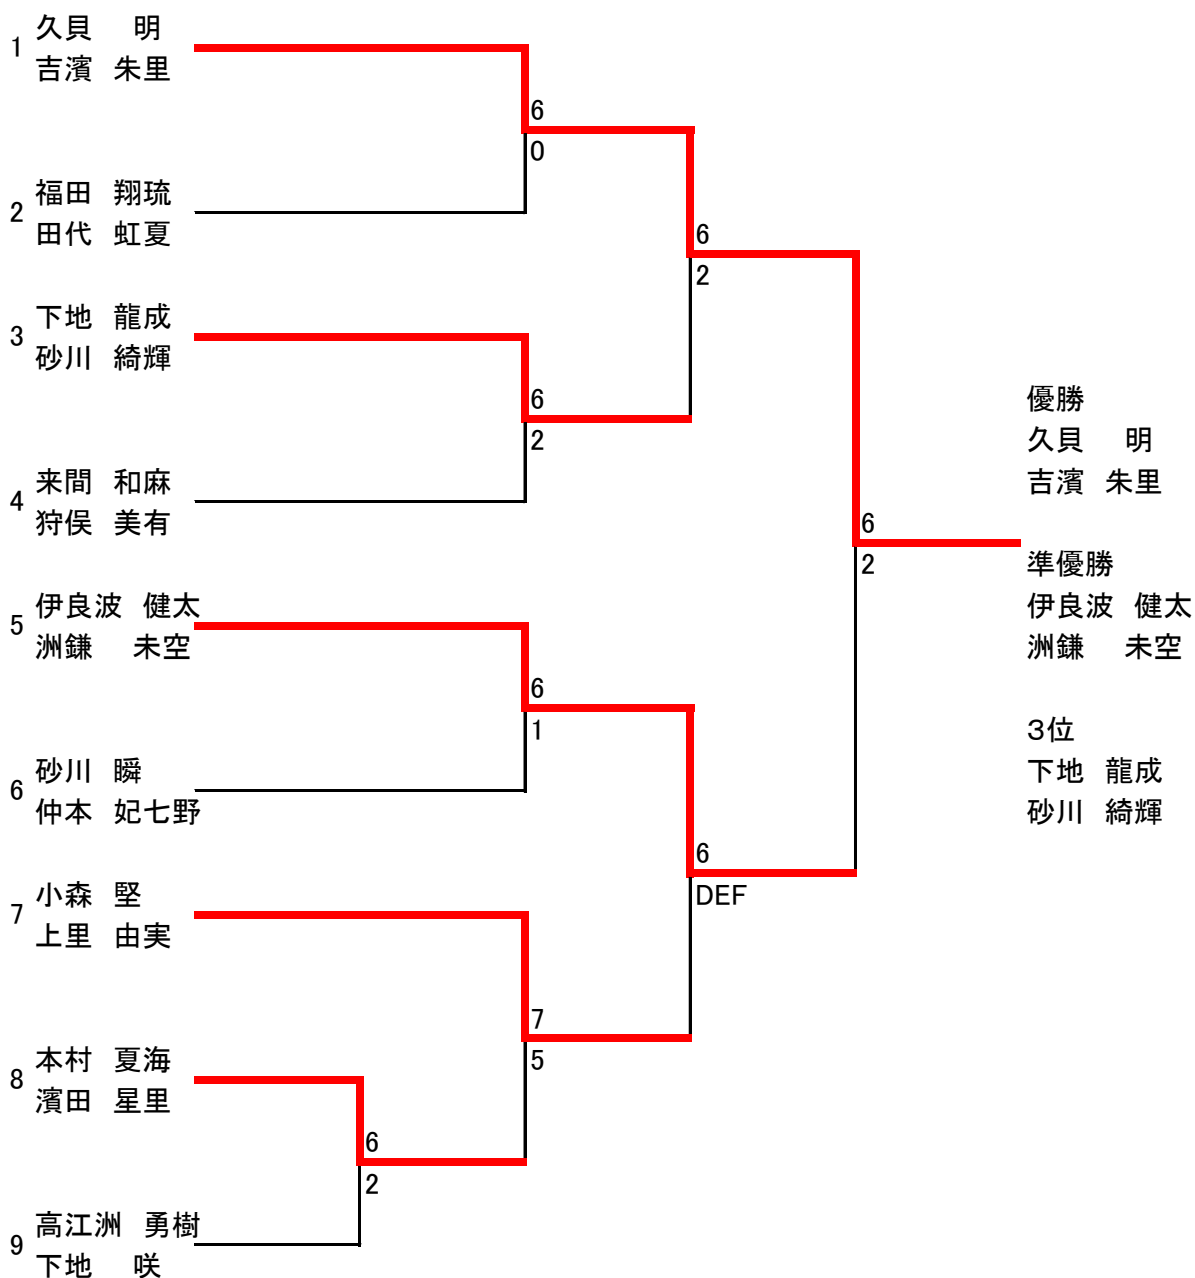 1
久貝　明
吉濱　朱里
6
0
2
福田　翔琉
田代　虹夏
6
2
3
下地　龍成
砂川　綺輝
6
2
4
来間　和麻
狩俣　美有
6
2
5
伊良波　健太
洲鎌　未空
6
1
6
砂川　瞬
仲本　妃七野
6
DEF
7
小森　堅
上里　由実
7
5
8
本村　夏海
濱田　星里
6
2
9
高江洲　勇樹
下地　咲
優勝
久貝　明
吉濱　朱里
準優勝
伊良波　健太
洲鎌　未空
３位
下地　龍成
砂川　綺輝